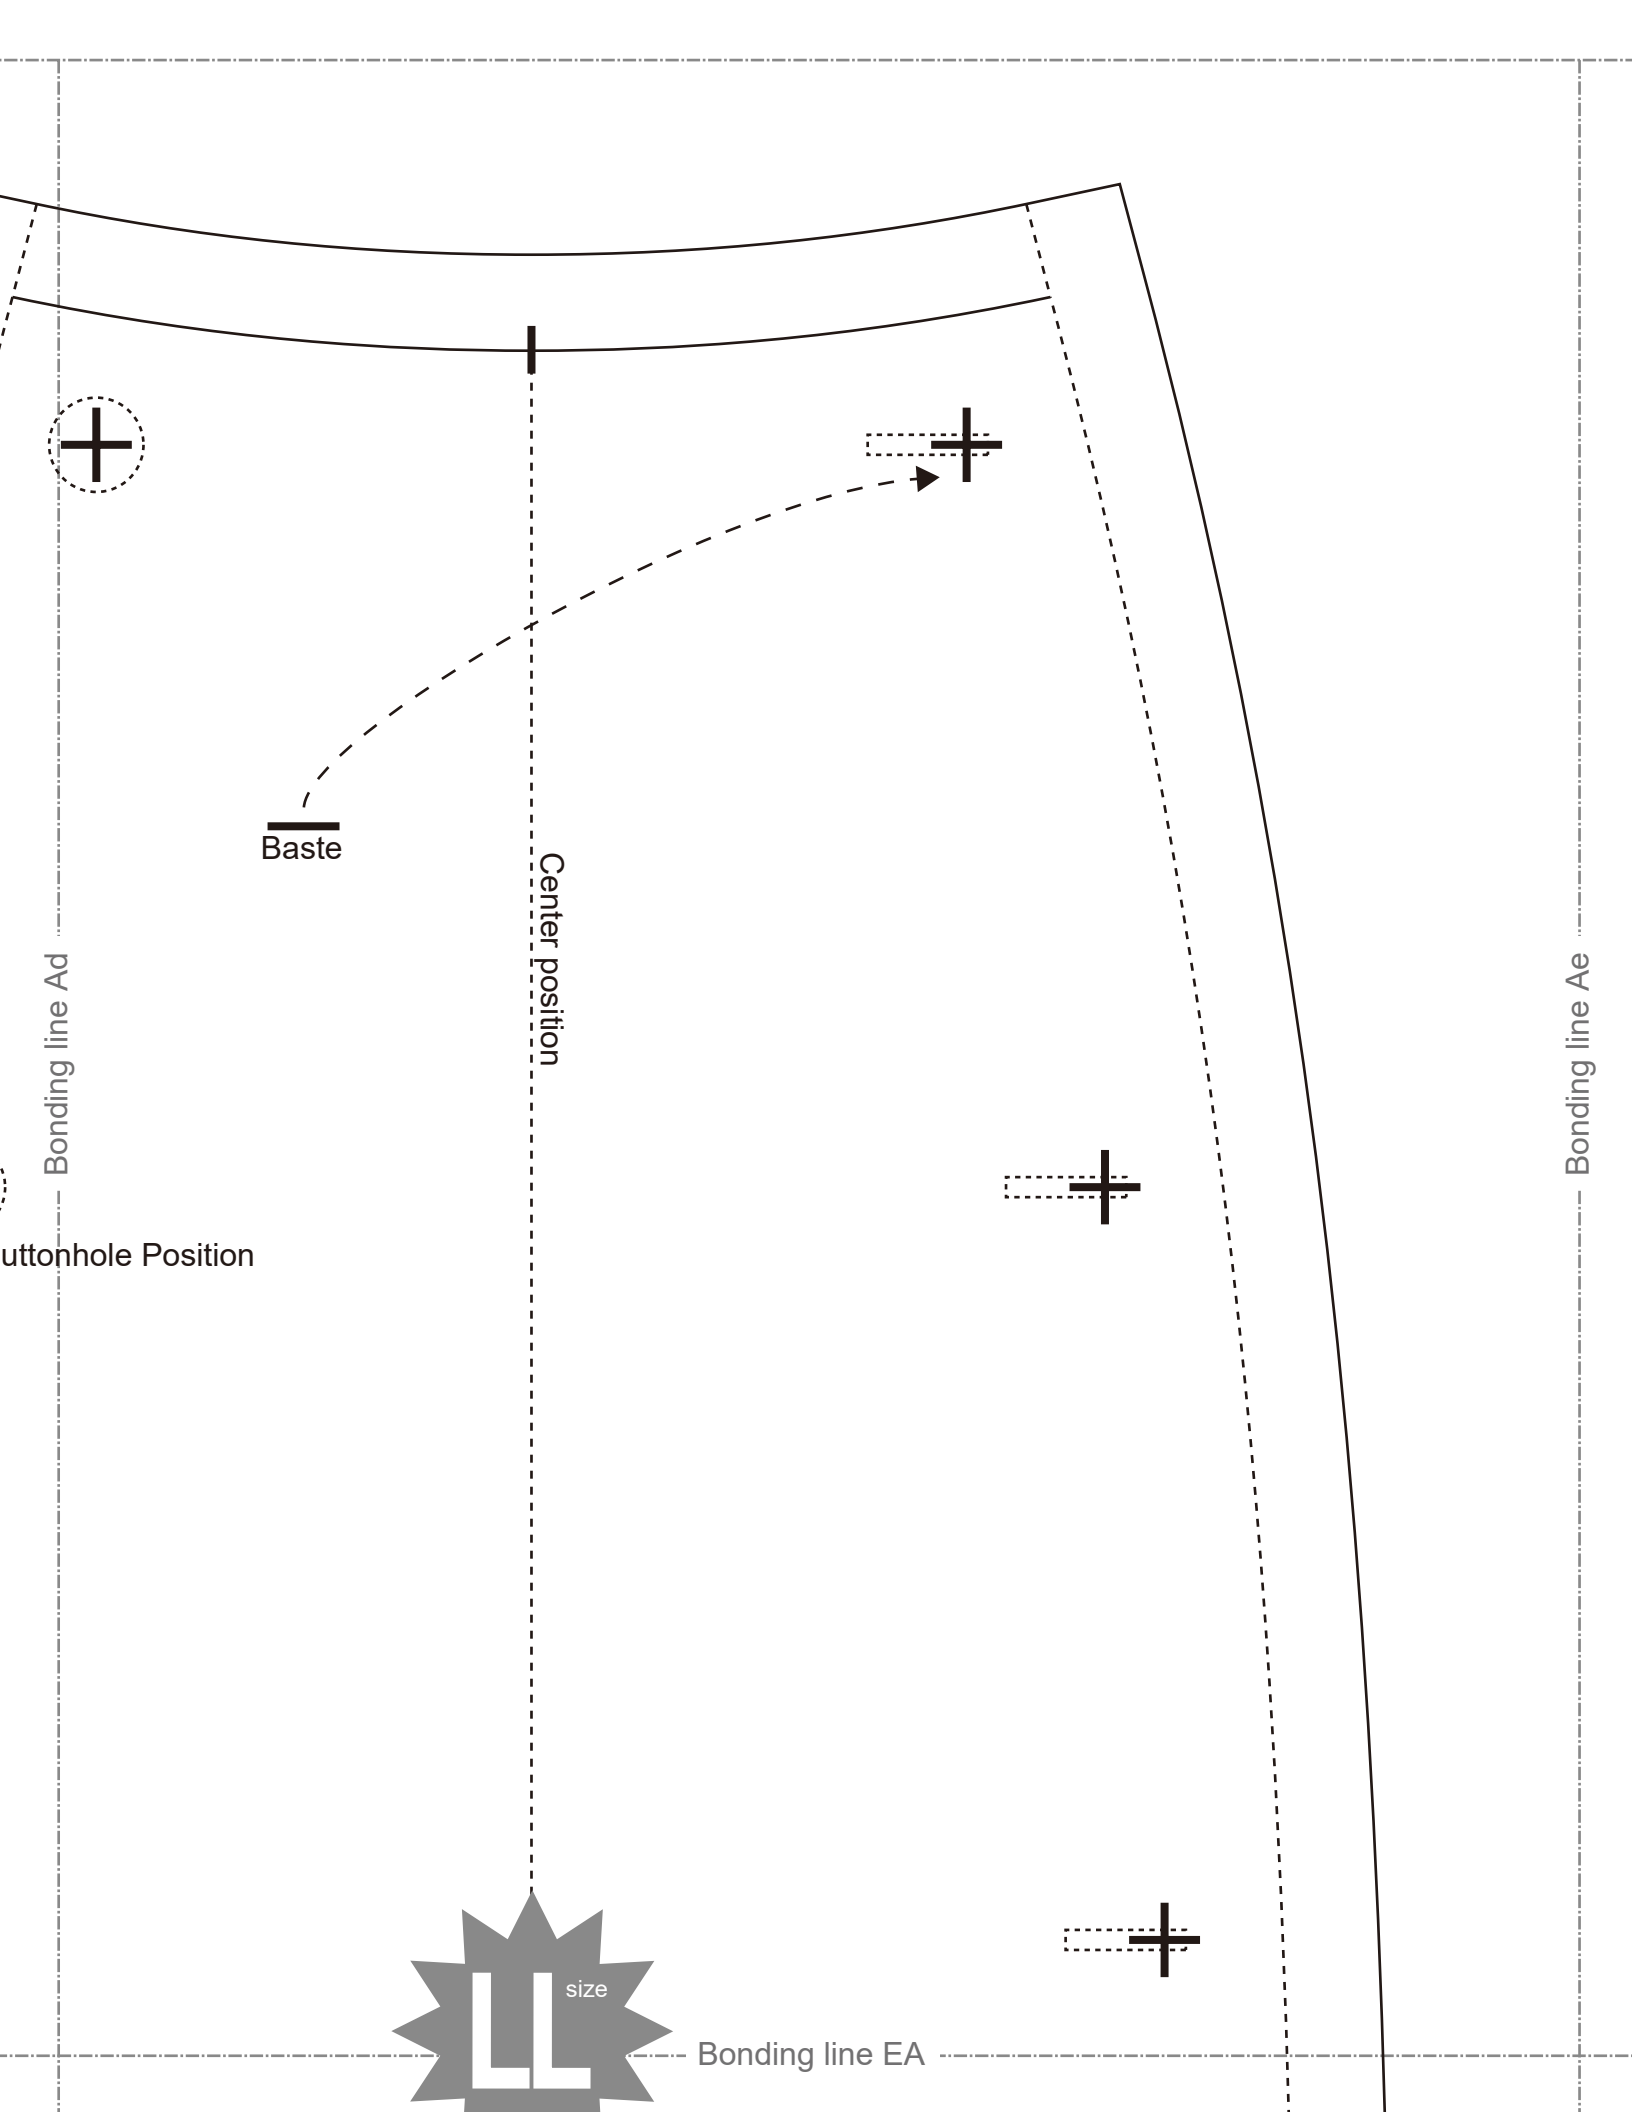 Baste
Center position
Bonding line Ad
Bonding line Ae
uttonhole Position
size
LL
Bonding line EA